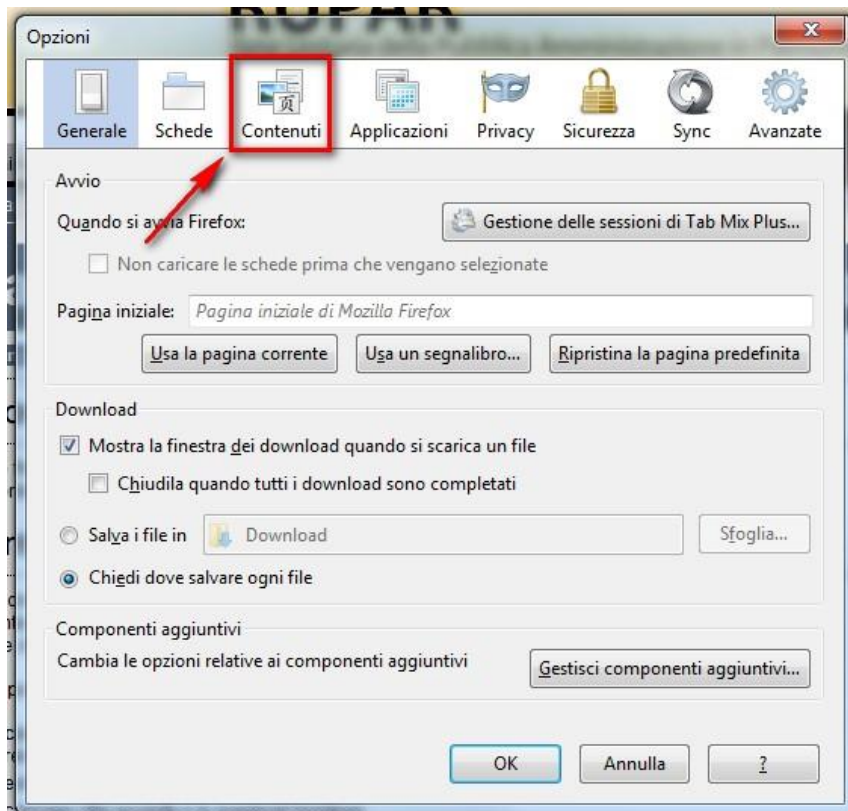 RUPAR
Opzioni
Generale Schede Contenuti Applicazioni Privacy Sicurezza Sync Avanzate
Avvio
Quando si avvia Firefox: Gestione delle sessioni di Tab Mix Plus...
Non caricare le schede prima che vengano selezionate
Pagina iniziale: Pagina iniziale di Mozilla Firefox
Usa la pagina corrente Usa un segnalibro... Ripristina la pagina predefinita
Download
Mostra la finestra dei download quando si scarica un file
Chiudila quando tutti i download sono completati
Salva i file in Download Sfoglia...
Chiedi dove salvare ogni file
Componenti aggiuntivi
Cambia le opzioni relative ai componenti aggiuntivi Gestisci componenti aggiuntivi...
OK Annulla ?